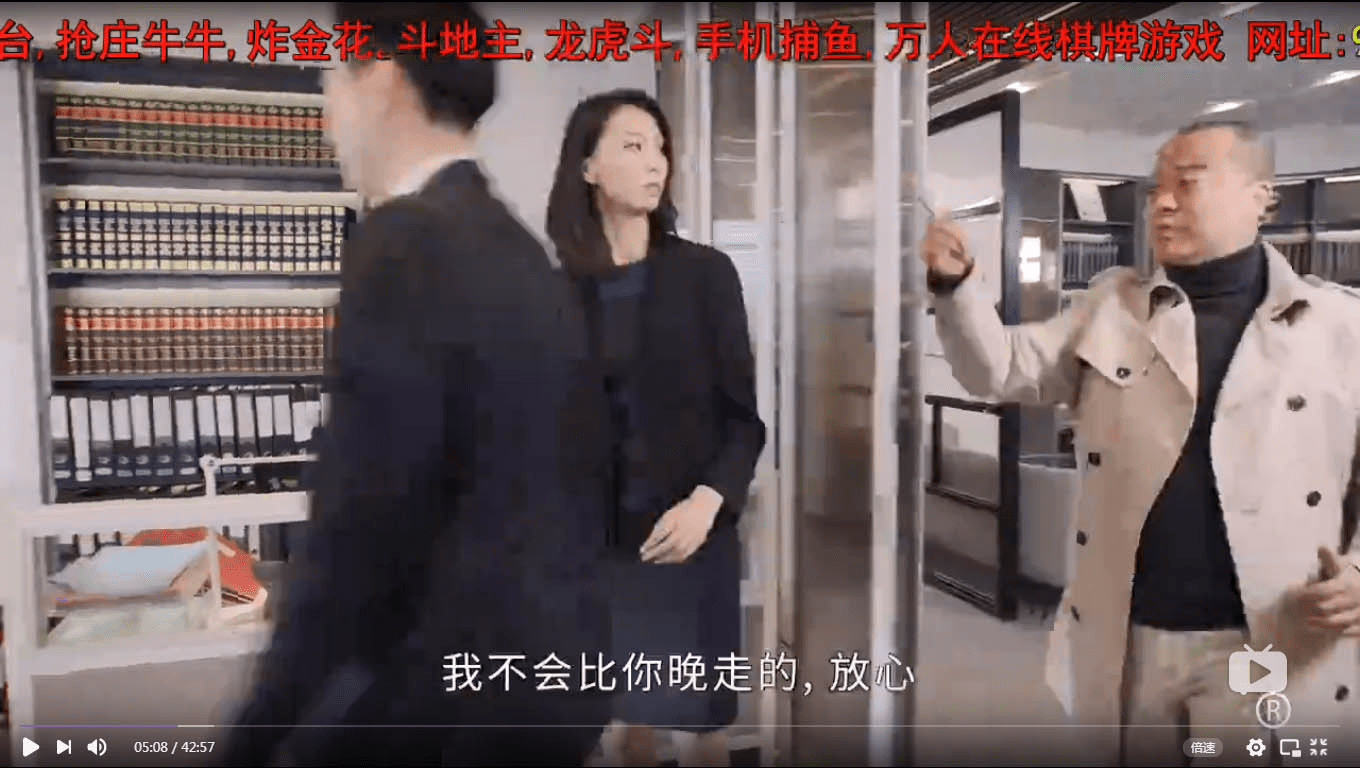 台,抢庄牛牛,炸金花.斗地主,龙虎斗,手机捕鱼,万人在线棋牌游戏 网址:
我不会比你晚走的,放心
®
05:08 / 42:57
倍速